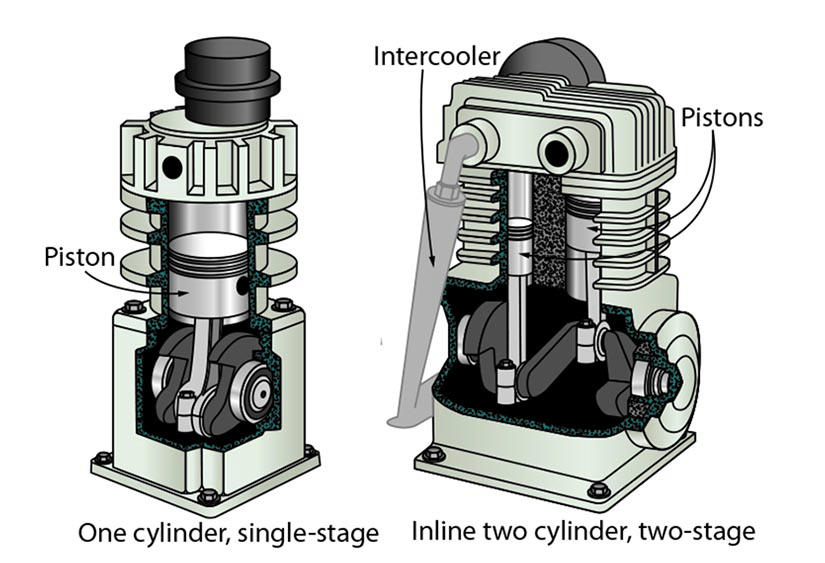 Intercooler
Pistons
Piston
One cylinder, single-stage
Inline two cylinder, two-stage